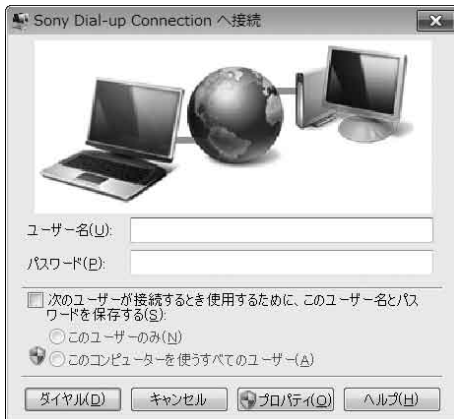 Sony Dial-up Connection へ接続
ユーザー名(U):
パスワード(P):
次のユーザーが接続するとき使用するために、このユーザー名とパス
ワードを保存する(S):
このユーザーのみ(N)
このコンピューターを使うすべてのユーザー(A)
ダイヤル(D) キャンセル プロパティ(O) ヘルプ(H)